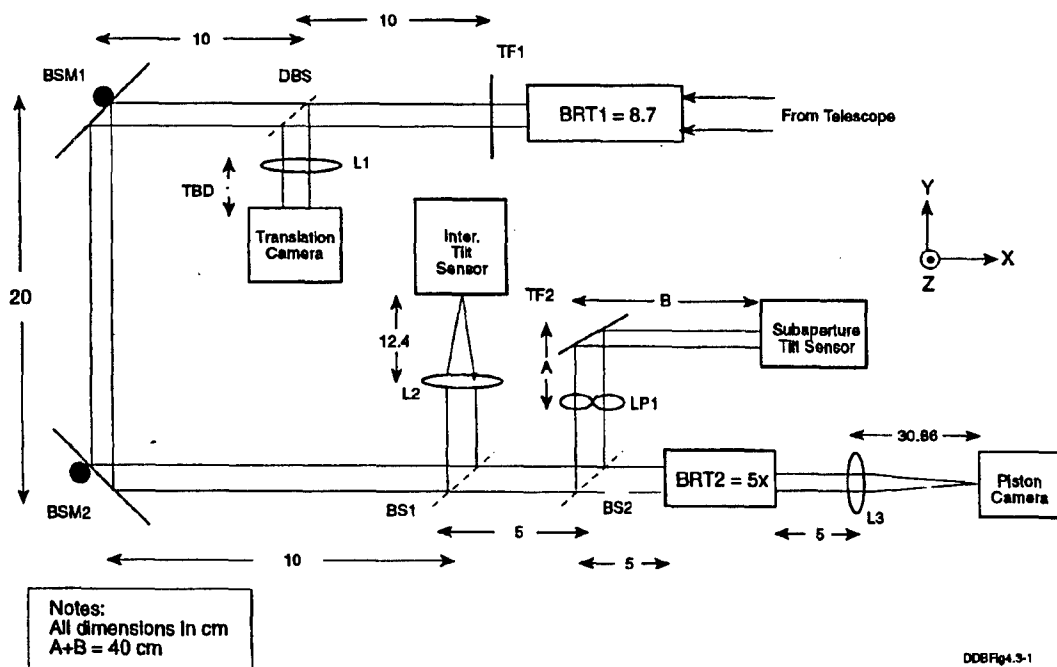 10
10
TF1
BSM1
DBS
BRT1 = 8.7
From Telescope
L1
TBD
Translation
Camera
Inter.
Tilt
Sensor
Y
X
Z
20
TF2
B
12.4
A
Subaperture
Tilt Sensor
L2
LP1
30.86
BRT2 = 5x
Piston
Camera
BSM2
BS1
BS2
L3
5
5
10
5
Notes:
All dimensions in cm
A+B = 40 cm
DDBFig4.3-1